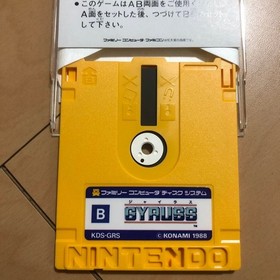 ●このゲームはAB両面をご使用く
A面をセットした後、つづけてB
ファミリーコンピュータ ディスク システム
ジャイラス
B
GYRUSS
KDS-GRS
© KONAMI 1988
NINTENDO